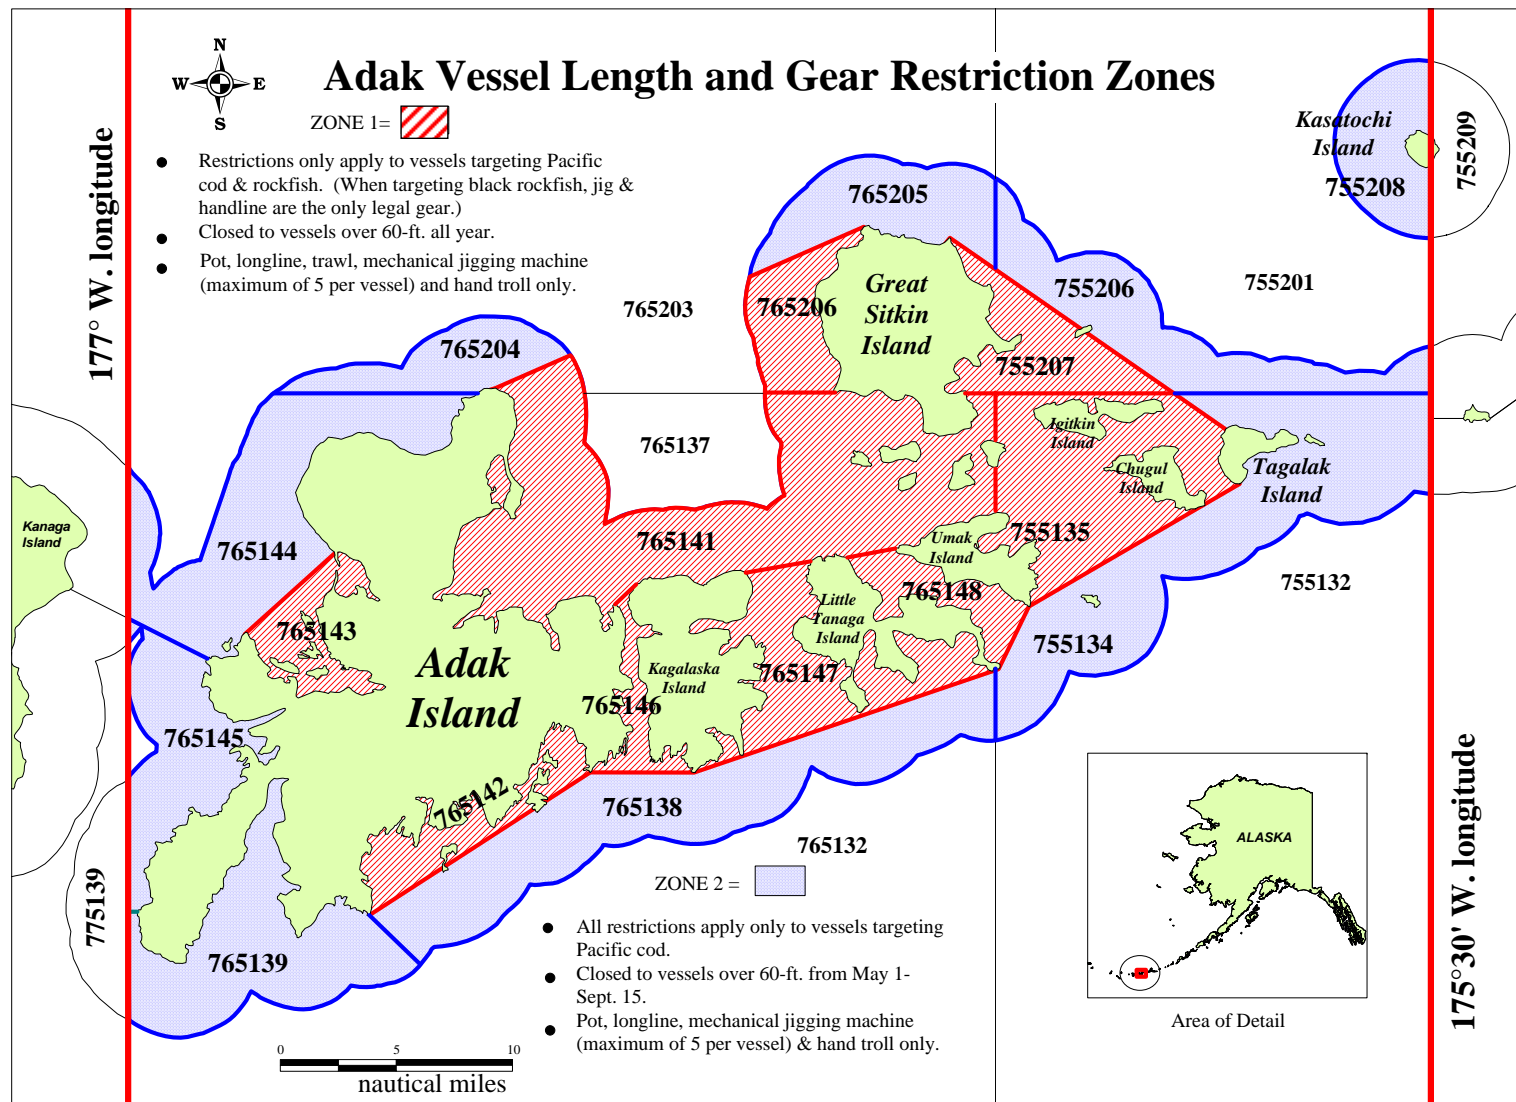 N
W E
S
Adak Vessel Length and Gear Restriction Zones
ZONE 1=
● Restrictions only apply to vessels targeting Pacific
cod & rockfish. (When targeting black rockfish, jig &
handline are the only legal gear.)
● Closed to vessels over 60-ft. all year.
● Pot, longline, trawl, mechanical jigging machine
(maximum of 5 per vessel) and hand troll only.
177° W. longitude
Kasatochi
Island
755208
755209
765205
765203
765206
Great
Sitkin
Island
755206
755201
765204
755207
765137
Igitkin
Island
Chugul
Island
Tagalak
Island
Kanaga
Island
765144
765141
Umak
Island
755135
755132
765143
Little
Tanaga
Island
765148
755134
Adak
Island
Kagalaska
Island
765147
765146
765145
765142
765138
765132
775139
765139
ZONE 2 =
● All restrictions apply only to vessels targeting
Pacific cod.
● Closed to vessels over 60-ft. from May 1-
Sept. 15.
● Pot, longline, mechanical jigging machine
(maximum of 5 per vessel) & hand troll only.
0 5 10
nautical miles
ALASKA
Area of Detail
175°30' W. longitude